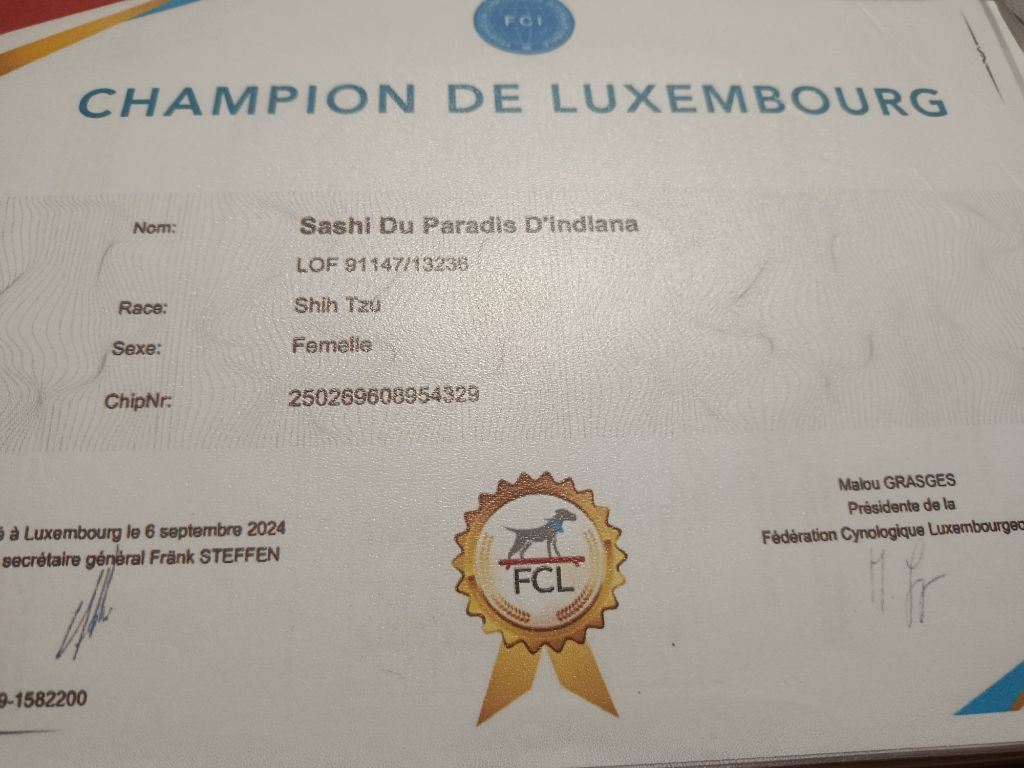 FCI
CHAMPION DE LUXEMBOURG
Nom: Sashi Du Paradis D'Indiana
LOF 91147/13236
Race: Shih Tzu
Sexe: Femelle
ChipNr: 250269608954329
à Luxembourg le 6 septembre 2024
secrétaire général Fränk STEFFEN
Malou GRASGES
Présidente de la
Fédération Cynologique Luxembourgeo
FCL
9-1582200